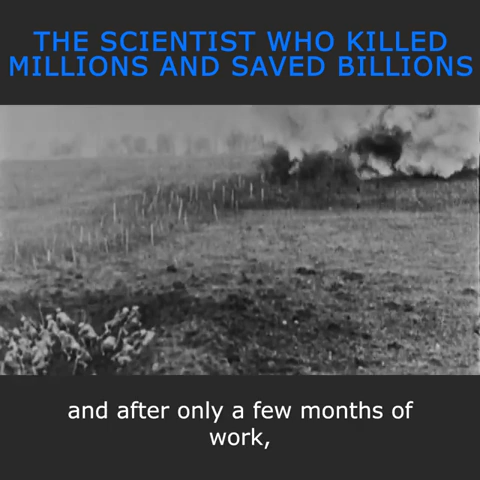 THE SCIENTIST WHO KILLED
MILLIONS AND SAVED BILLIONS
and after only a few months of
work,